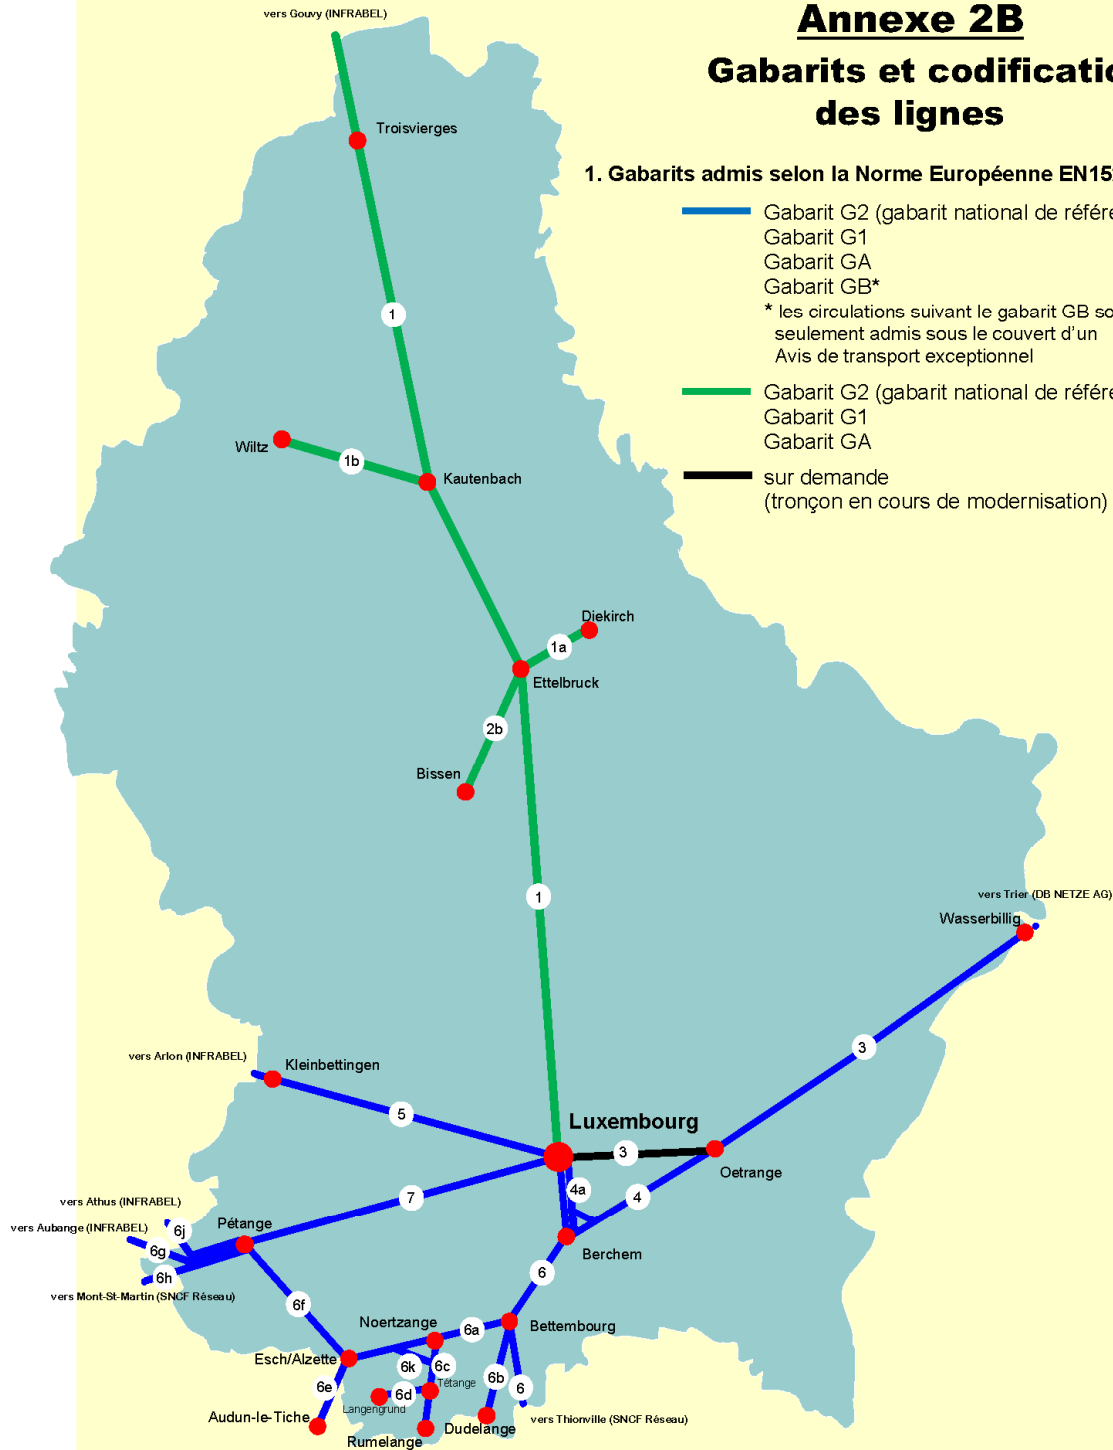 vers Gouvy (INFRABEL)
Annexe 2B
Gabarits et codificatio
des lignes
Troisvierges
1. Gabarits admis selon la Norme Européenne EN15
Gabarit G2 (gabarit national de référe
Gabarit G1
Gabarit GA
Gabarit GB*
* les circulations suivant le gabarit GB so
seulement admis sous le couvert d'un
Avis de transport exceptionnel
1
Gabarit G2 (gabarit national de référe
Gabarit G1
Gabarit GA
Wiltz
1b
Kautenbach
sur demande
(tronçon en cours de modernisation)
Diekirch
1a
Ettelbruck
2b
Bissen
1
vers Trier (DB NETZE AG)
Wasserbillig
3
vers Arlon (INFRABEL)
Kleinbettingen
5
Luxembourg
3
Oetrange
4a
4
7
vers Athus (INFRABEL)
vers Aubange (INFRABEL)
6j
Pétange
6g
6h
vers Mont-St-Martin (SNCF Réseau)
Berchem
6
6f
Noertzange
6a
Bettembourg
Esch/Alzette
6k
6c
6e
6d
Tétange
6b
6
Langengrund
Audun-le-Tiche
Rumelange
Dudelange
vers Thionville (SNCF Réseau)